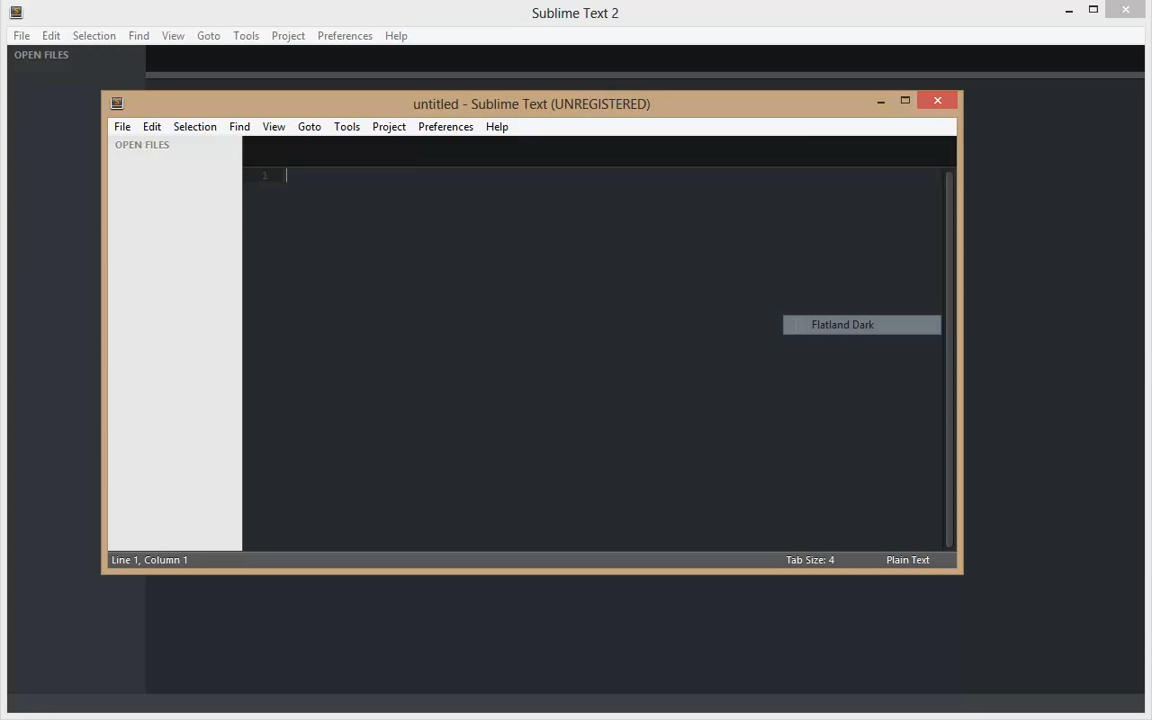 Sublime Text 2
File Edit Selection Find View Goto Tools Project Preferences Help
OPEN FILES
untitled - Sublime Text (UNREGISTERED)
File Edit Selection Find View Goto Tools Project Preferences Help
OPEN FILES
1
Flatland Dark
Line 1, Column 1 Tab Size: 4 Plain Text